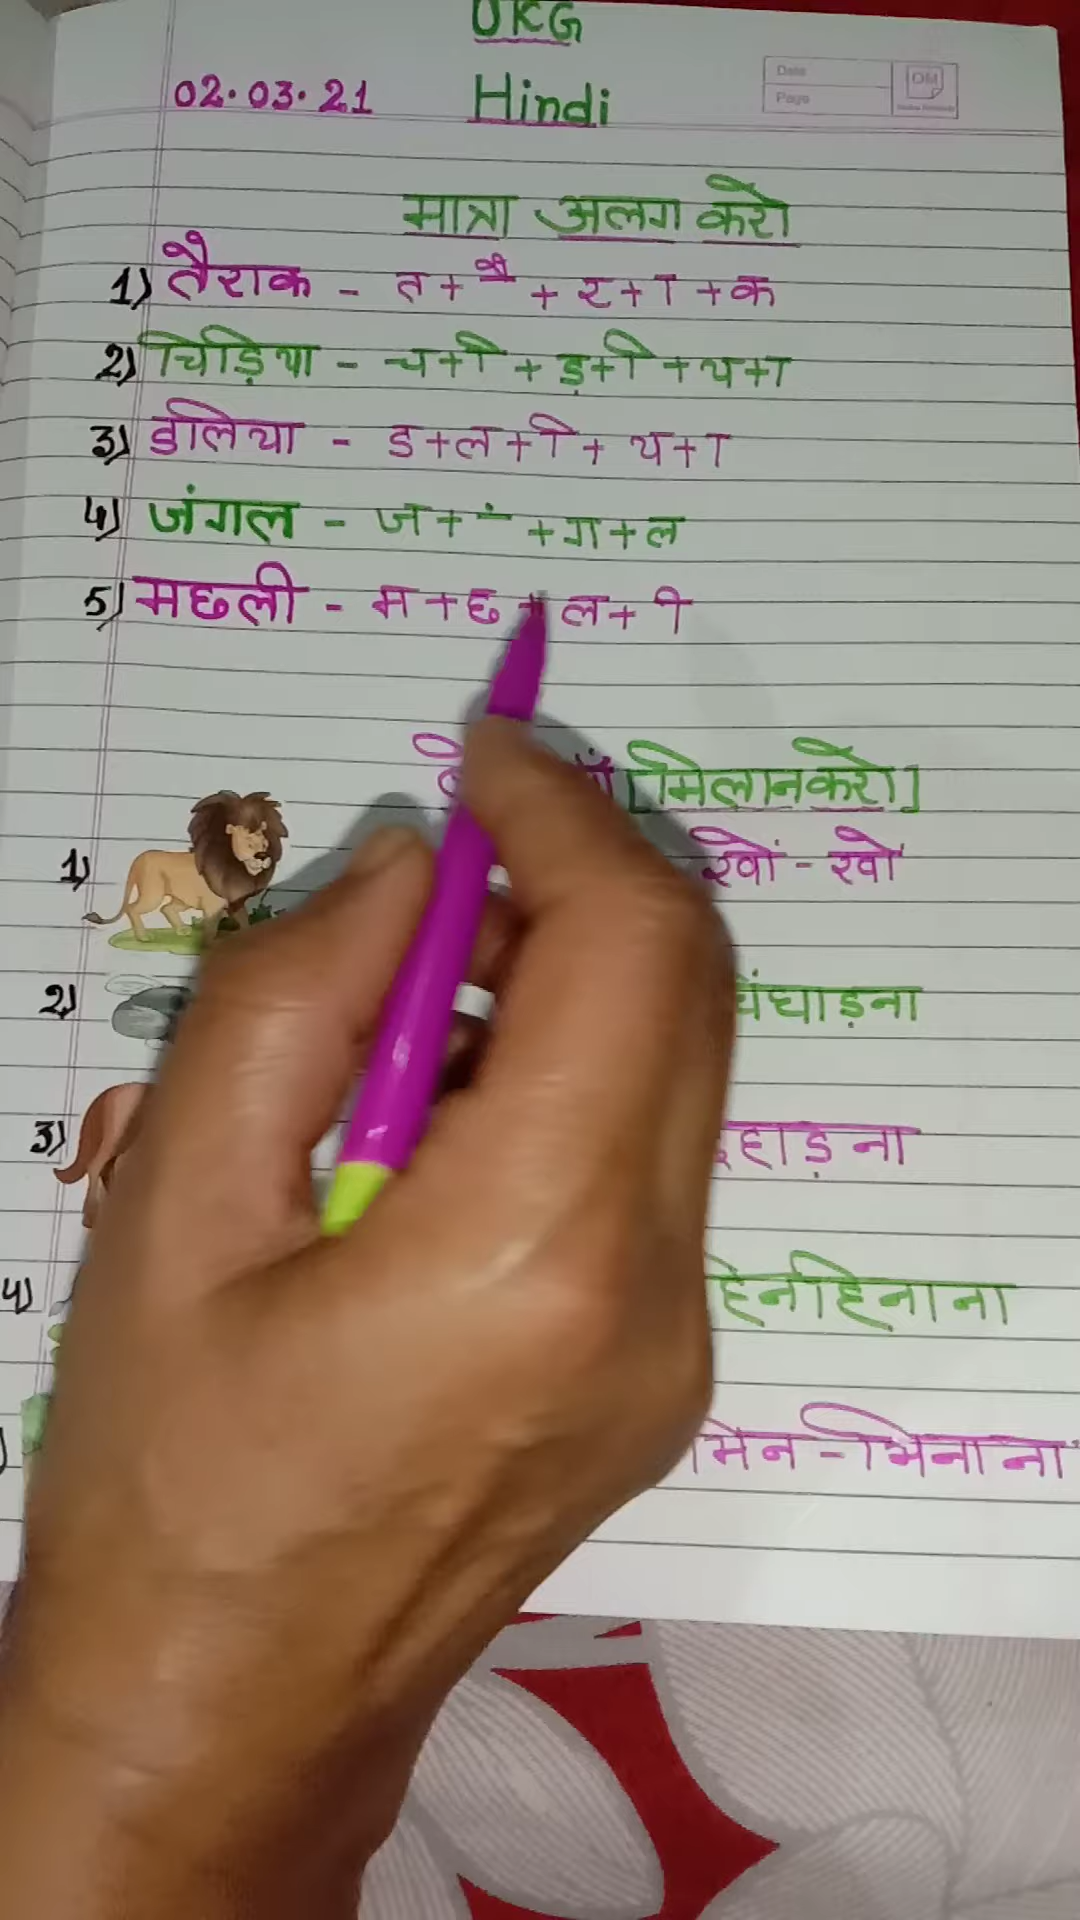 UKG
02.03.21 Hindi
Date
Page
DM
मात्रा अलग करो
1) तैराक - त + ै + र + ा + क
2) चिड़िया - च + ि + ड़ + ि + य + ा
3) डलिया - ड + ल + ि + य + ा
4) जंगल - ज + ं + ग + ल
5) मछली - म + छ + ल + ी
[मिलान करो]
1) खों - खों
2)
3)
4) हिनहिनाना